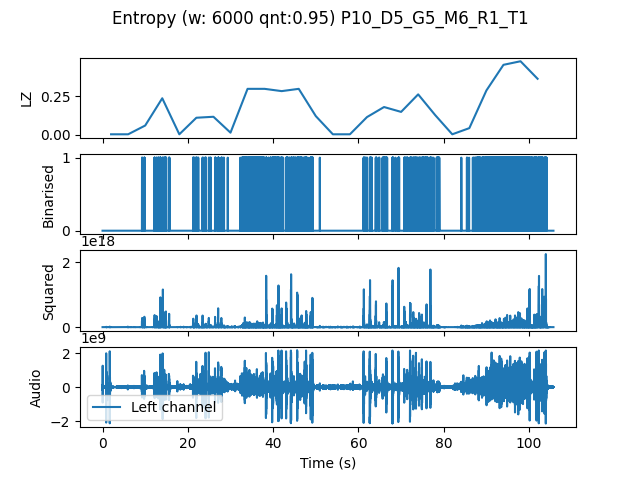 Entropy (w: 6000 qnt:0.95) P10_D5_G5_M6_R1_T1
LZ
0.25
0.00
Binarised
1
0
1e18
Squared
2
0
1e9
Audio
2
0
−2
Left channel
0 20 40 60 80 100
Time (s)